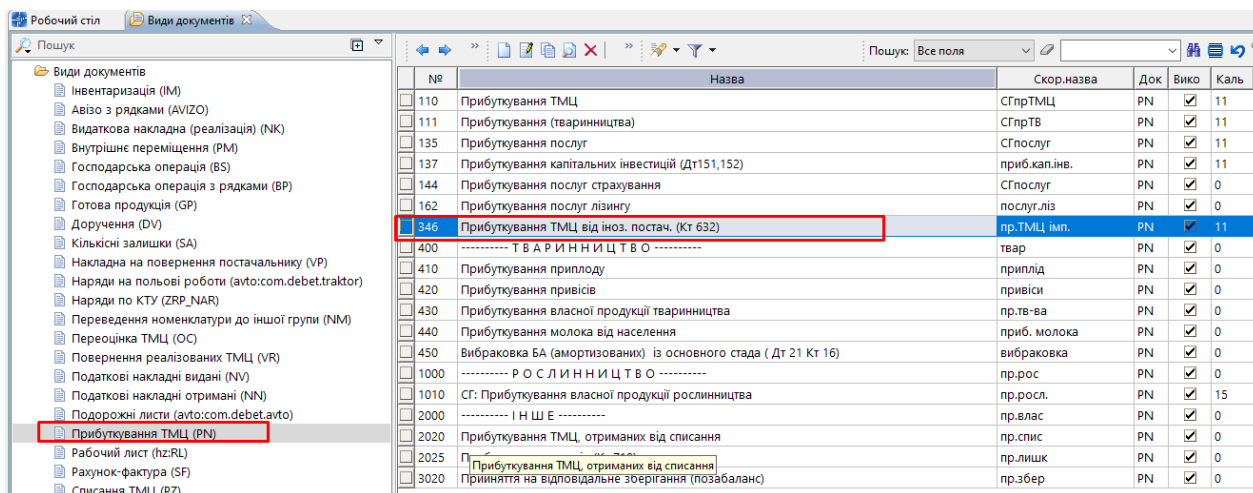 Робочий стіл Види документів
Пошук
» » Пошук: Все поля
Види документів
Інвентаризація (IM)
Авізо з рядками (AVIZO)
Видаткова накладна (реалізація) (NK)
Внутрішнє переміщення (PM)
Господарська операція (BS)
Господарська операція з рядками (BP)
Готова продукція (GP)
Доручення (DV)
Кількісні залишки (SA)
Накладна на повернення постачальнику (VP)
Наряди на польові роботи (avto:com.debet.traktor)
Наряди по КТУ (ZRP_NAR)
Переведення номенклатури до іншої групи (NM)
Переоцінка ТМЦ (OC)
Повернення реалізованих ТМЦ (VR)
Податкові накладні видані (NV)
Податкові накладні отримані (NN)
Подорожні листи (avto:com.debet.avto)
Прибуткування ТМЦ (PN)
Рабочий лист (hz:RL)
Рахунок-фактура (SF)
Списання ТМЦ (PZ)
№ Назва Скор.назва Док Вико Каль
110 Прибуткування ТМЦ СГпрТМЦ PN 11
111 Прибуткування (тваринництва) СГпрТВ PN 11
135 Прибуткування послуг СГпослуг PN 11
137 Прибуткування капітальних інвестицій (Дт151,152) приб.кап.інв. PN 11
144 Прибуткування послуг страхування СГпослуг PN 0
162 Прибуткування послуг лізингу послуг.ліз PN 0
346 Прибуткування ТМЦ від іноз. постач. (Кт 632) пр.ТМЦ імп. PN 11
400 ---------- Т В А Р И Н Н И Ц Т В О ---------- твар PN 0
410 Прибуткування приплоду приплід PN 0
420 Прибуткування привісів привіси PN 0
430 Прибуткування власної продукції тваринництва пр.тв-ва PN 0
440 Прибуткування молока від населення приб. молока PN 0
450 Вибраковка БА (амортизованих) із основного стада ( Дт 21 Кт 16) вибраковка PN 0
1000 ---------- Р О С Л И Н Н И Ц Т В О ---------- пр.рос PN 0
1010 СГ: Прибуткування власної продукції рослинництва пр.росл. PN 15
2000 ---------- І Н Ш Е ---------- пр.влас PN 0
2020 Прибуткування ТМЦ, отриманих від списання пр.спис PN 0
2025 пр.лишк PN 0
Прибуткування ТМЦ, отриманих від списання
3020 Прийняття на відповідальне зберігання (позабаланс) пр.збер PN 0